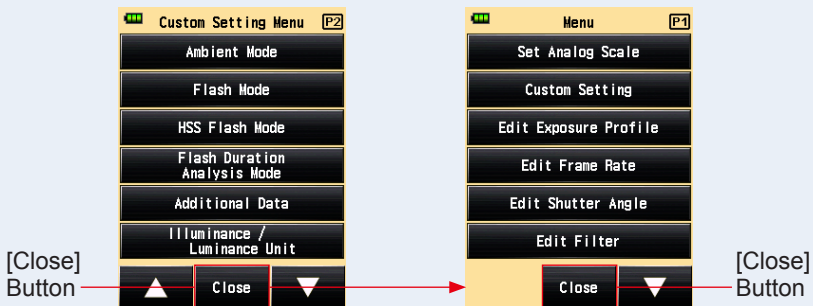 Custom Setting Menu P2
Ambient Mode
Flash Mode
HSS Flash Mode
Flash Duration
Analysis Mode
Additional Data
Illuminance /
Luminance Unit
Close
[Close]
Button
Menu P1
Set Analog Scale
Custom Setting
Edit Exposure Profile
Edit Frame Rate
Edit Shutter Angle
Edit Filter
Close
[Close]
Button